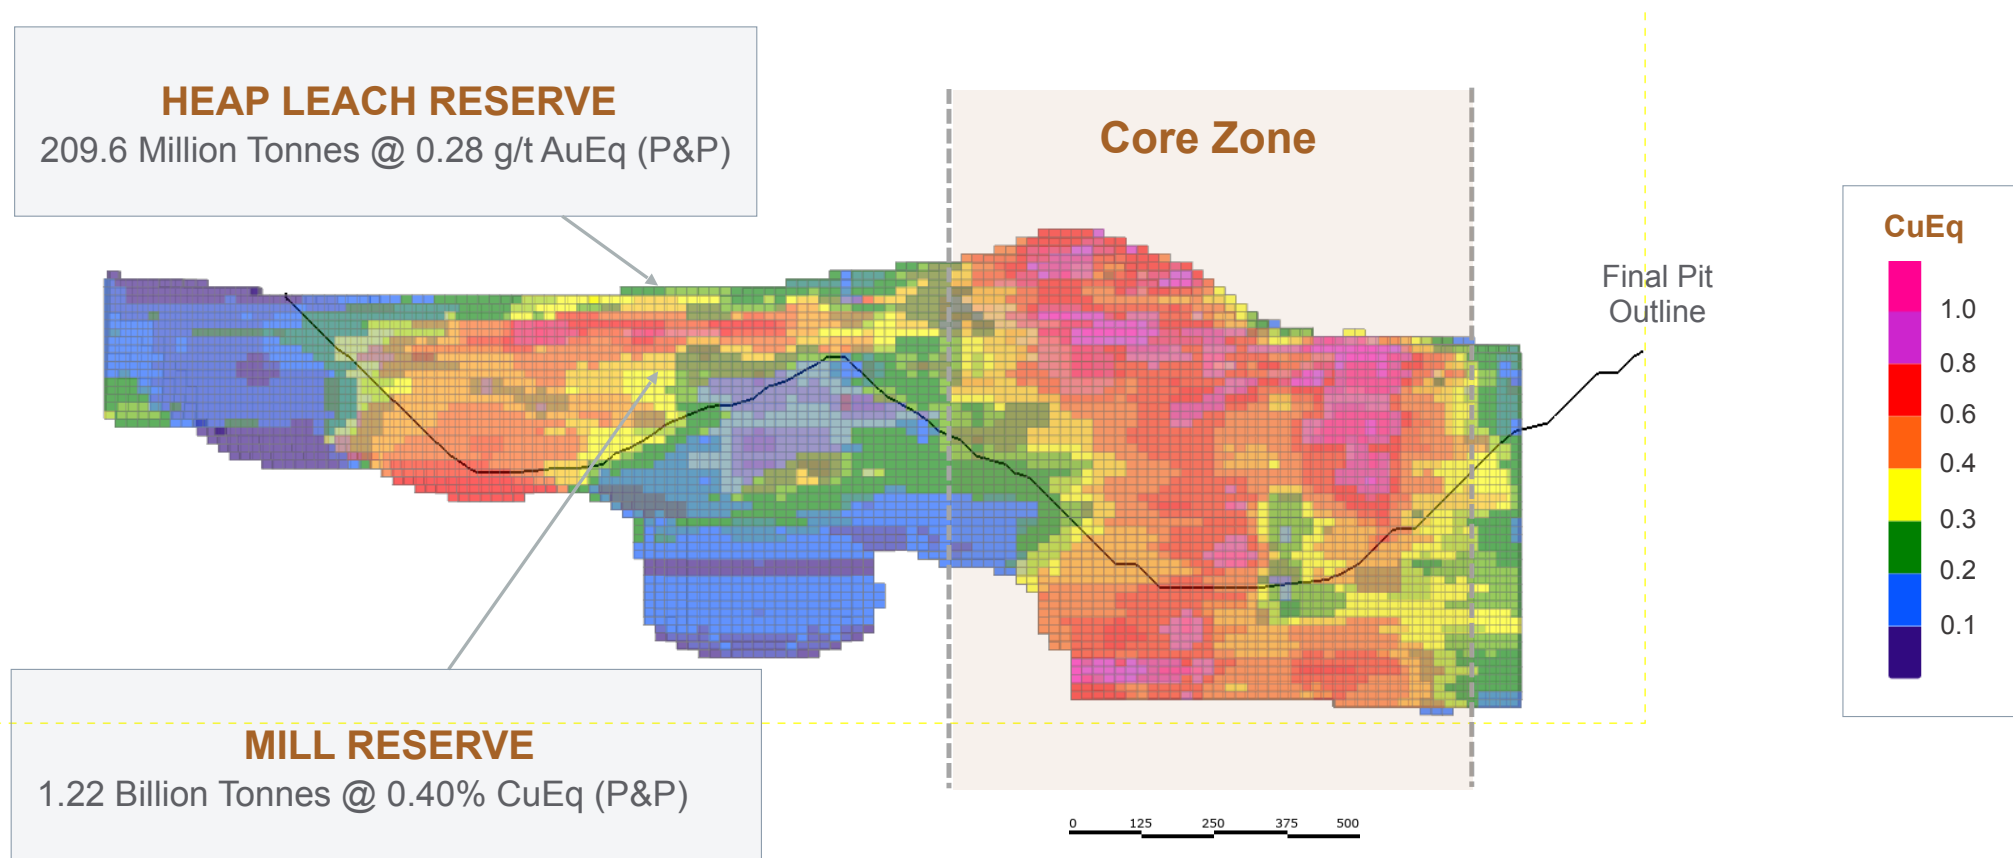 HEAP LEACH RESERVE
209.6 Million Tonnes @ 0.28 g/t AuEq (P&P)
Core Zone
CuEq
1.0
0.8
0.6
0.4
0.3
0.2
0.1
Final Pit
Outline
MILL RESERVE
1.22 Billion Tonnes @ 0.40% CuEq (P&P)
0 125 250 375 500